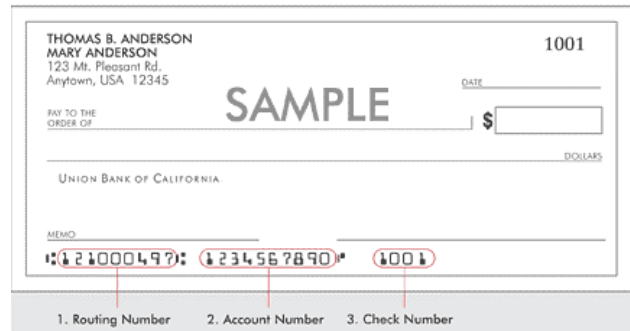 THOMAS B. ANDERSON
MARY ANDERSON
123 Mt. Pleasant Rd.
Anytown, USA 12345
1001
DATE
SAMPLE
PAY TO THE
ORDER OF
$
DOLLARS
UNION BANK OF CALIFORNIA
MEMO
⑆121000497⑆ 1234567890⑈ 1001
1. Routing Number 2. Account Number 3. Check Number